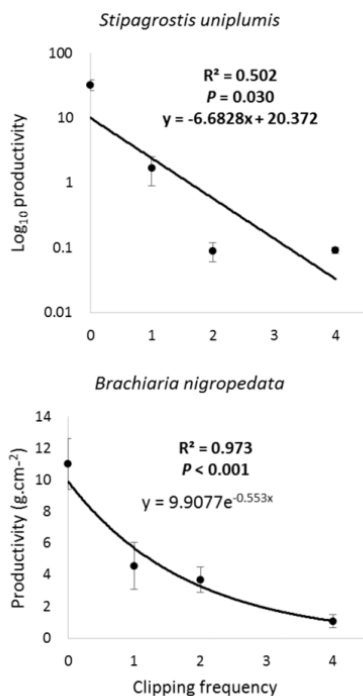 Stipagrostis uniplumis
100
R² = 0.502
P = 0.030
10
y = -6.6828x + 20.372
Log₁₀ productivity
1
0.1
0.01
0 1 2 4
Brachiaria nigropedata
14
12
R² = 0.973
P < 0.001
10
y = 9.9077e⁻⁰·⁵⁵³ˣ
8
Productivity (g.cm⁻²)
6
4
2
0
0 1 2 3 4
Clipping frequency